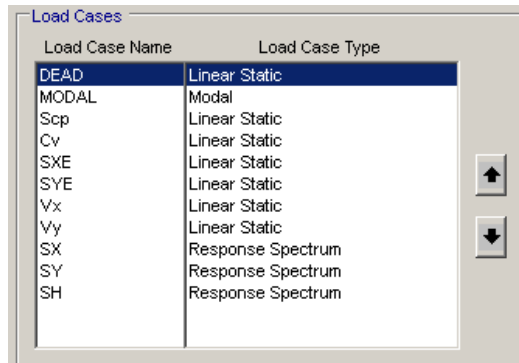 Load Cases
Load Case Name Load Case Type
DEAD Linear Static
MODAL Modal
Scp Linear Static
Cv Linear Static
SXE Linear Static
SYE Linear Static
Vx Linear Static
Vy Linear Static
SX Response Spectrum
SY Response Spectrum
SH Response Spectrum